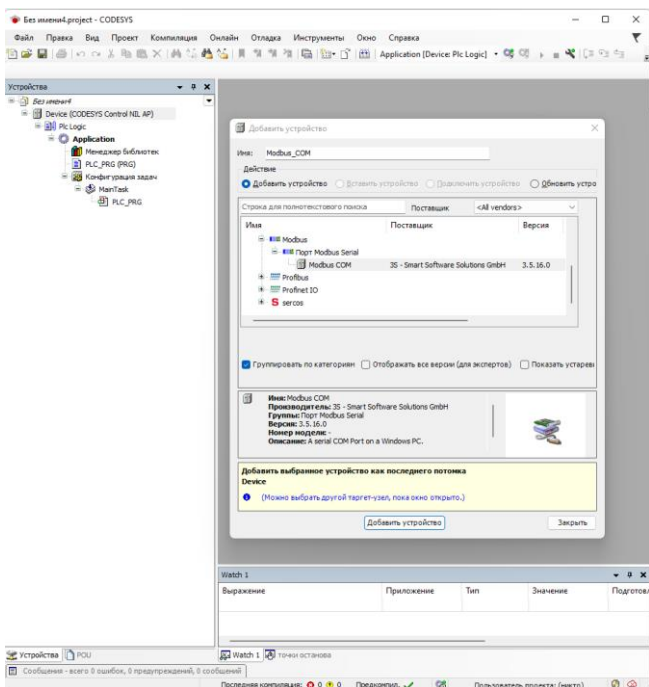 Без имени4.project - CODESYS
Файл Правка Вид Проект Компиляция Онлайн Отладка Инструменты Окно Справка
Application [Device: Plc Logic]
Устройства
Без имени4
Device (CODESYS Control NIL AP)
Plc Logic
Application
Менеджер библиотек
PLC_PRG (PRG)
Конфигурация задач
MainTask
PLC_PRG
Добавить устройство
Имя: Modbus_COM
Действие
Добавить устройство Вставить устройство Подключить устройство Обновить устро
Строка для полнотекстового поиска Поставщик <All vendors>
Имя Поставщик Версия
Modbus
Порт Modbus Serial
Modbus COM 3S - Smart Software Solutions GmbH 3.5.16.0
Profibus
Profinet IO
sercos
Группировать по категориям Отображать все версии (для экспертов) Показать устареви
Имя: Modbus COM
Производитель: 3S - Smart Software Solutions GmbH
Группы: Порт Modbus Serial
Версия: 3.5.16.0
Номер модели: -
Описание: A serial COM Port on a Windows PC.
Добавить выбранное устройство как последнего потомка
Device
(Можно выбрать другой таргет-узел, пока окно открыто.)
Добавить устройство Закрыть
Watch 1
Выражение Приложение Тип Значение Подготовл
Устройства POU
Watch 1 точки останова
Сообщения - всего 0 ошибок, 0 предупреждений, 0 сообщений
Последняя компиляция: 0 0 Предкомпил. Пользователь проекта: (никто)